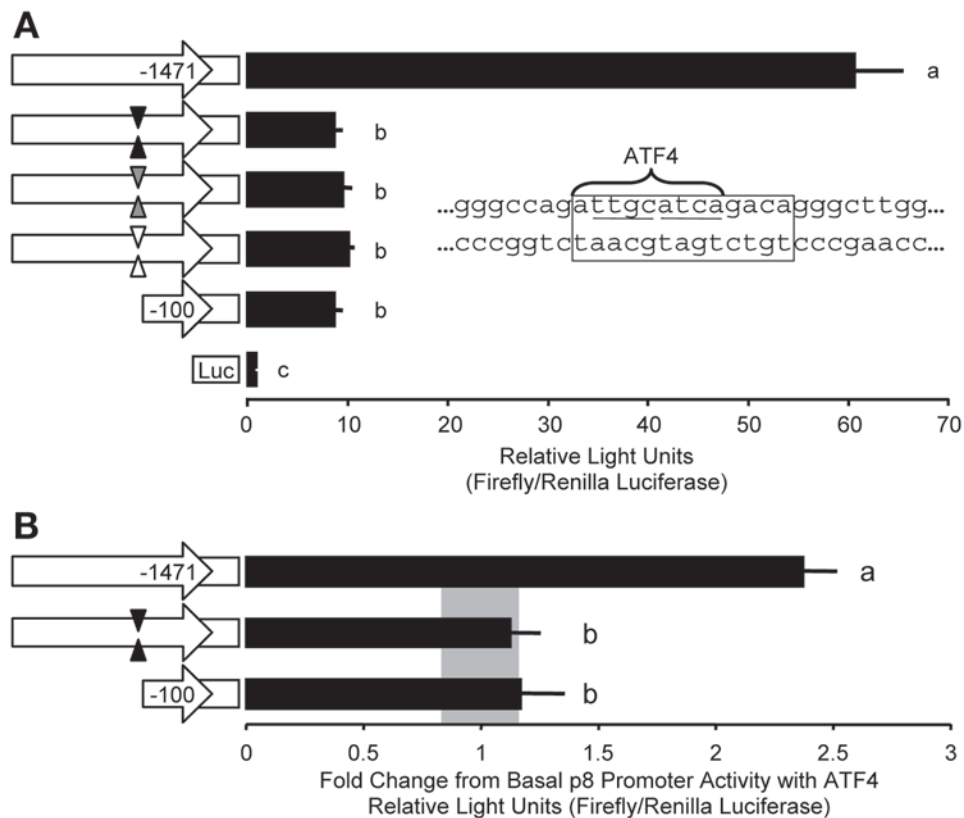 A
-1471
a
b
b
b
-100
b
Luc
c
ATF4
...gggccagattgcatcagacagggcttgg...
...cccggtctaacgtagtctgtcccgaacc...
0 10 20 30 40 50 60 70
Relative Light Units
(Firefly/Renilla Luciferase)
B
-1471
a
b
-100
b
0 0.5 1 1.5 2 2.5 3
Fold Change from Basal p8 Promoter Activity with ATF4
Relative Light Units (Firefly/Renilla Luciferase)